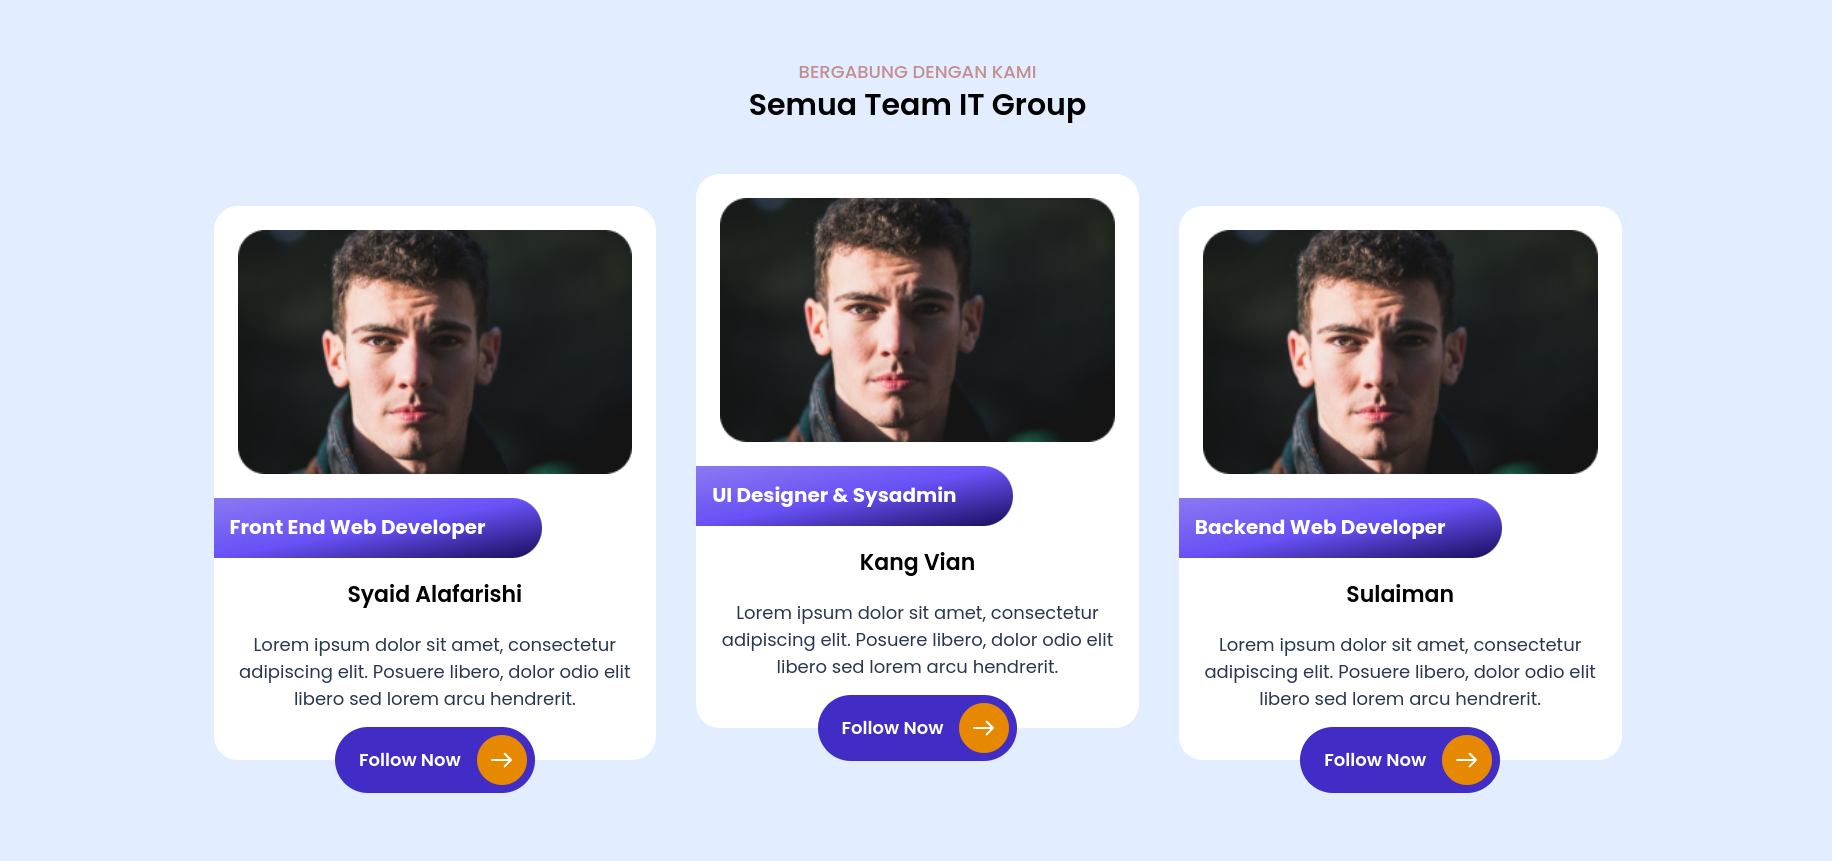 BERGABUNG DENGAN KAMI
Semua Team IT Group
Front End Web Developer
Syaid Alafarishi
Lorem ipsum dolor sit amet, consectetur
adipiscing elit. Posuere libero, dolor odio elit
libero sed lorem arcu hendrerit.
Follow Now
UI Designer & Sysadmin
Kang Vian
Lorem ipsum dolor sit amet, consectetur
adipiscing elit. Posuere libero, dolor odio elit
libero sed lorem arcu hendrerit.
Follow Now
Backend Web Developer
Sulaiman
Lorem ipsum dolor sit amet, consectetur
adipiscing elit. Posuere libero, dolor odio elit
libero sed lorem arcu hendrerit.
Follow Now